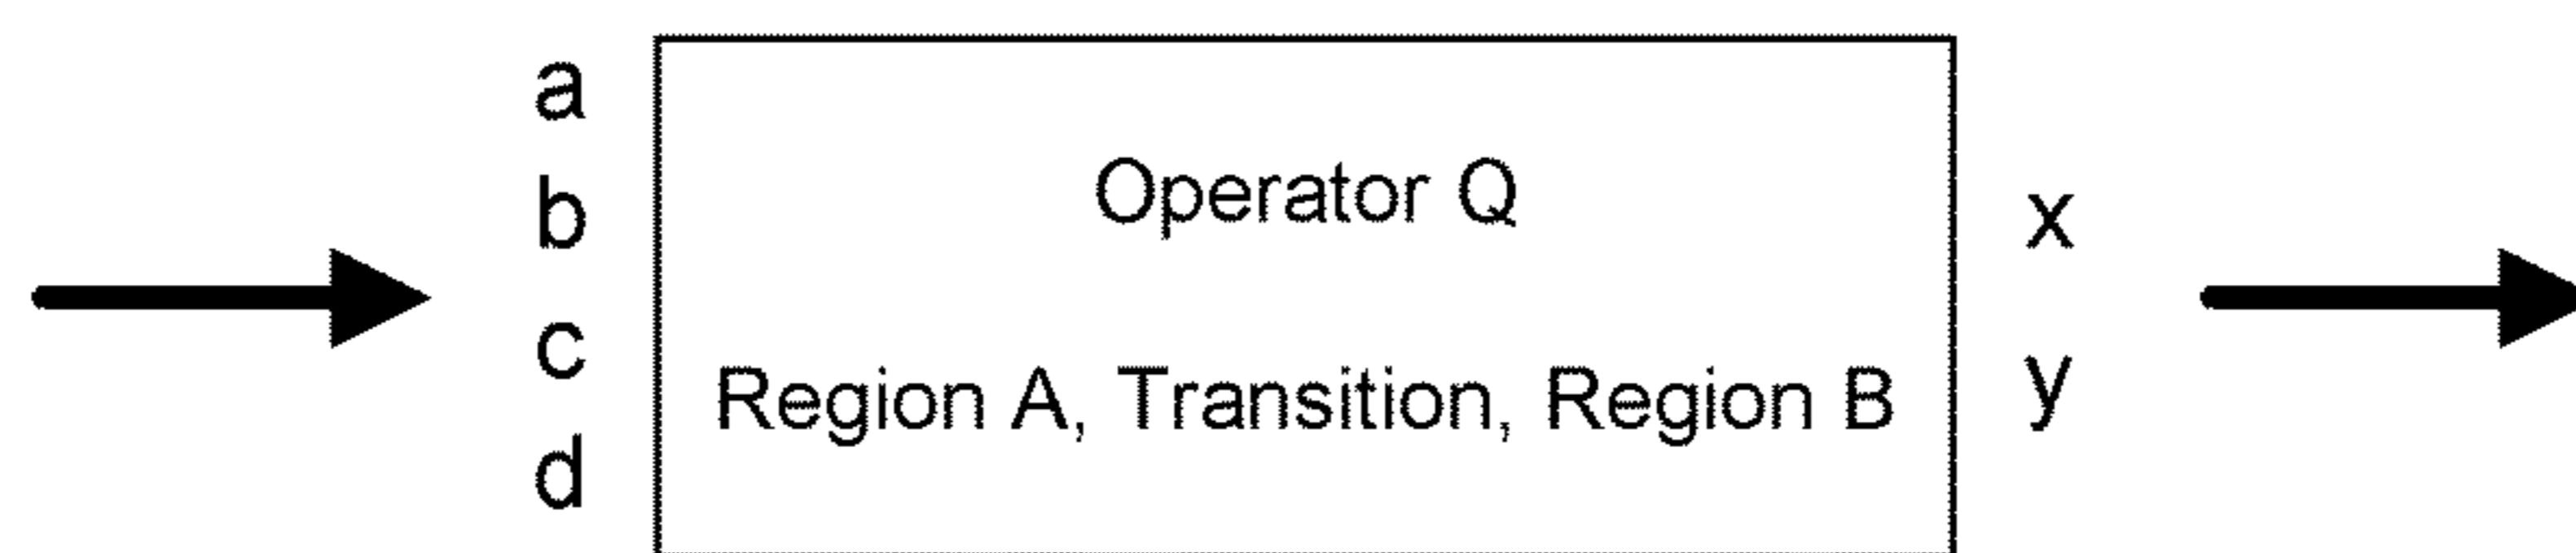 a
b
c
d
Operator Q
Region A, Transition, Region B
x
y